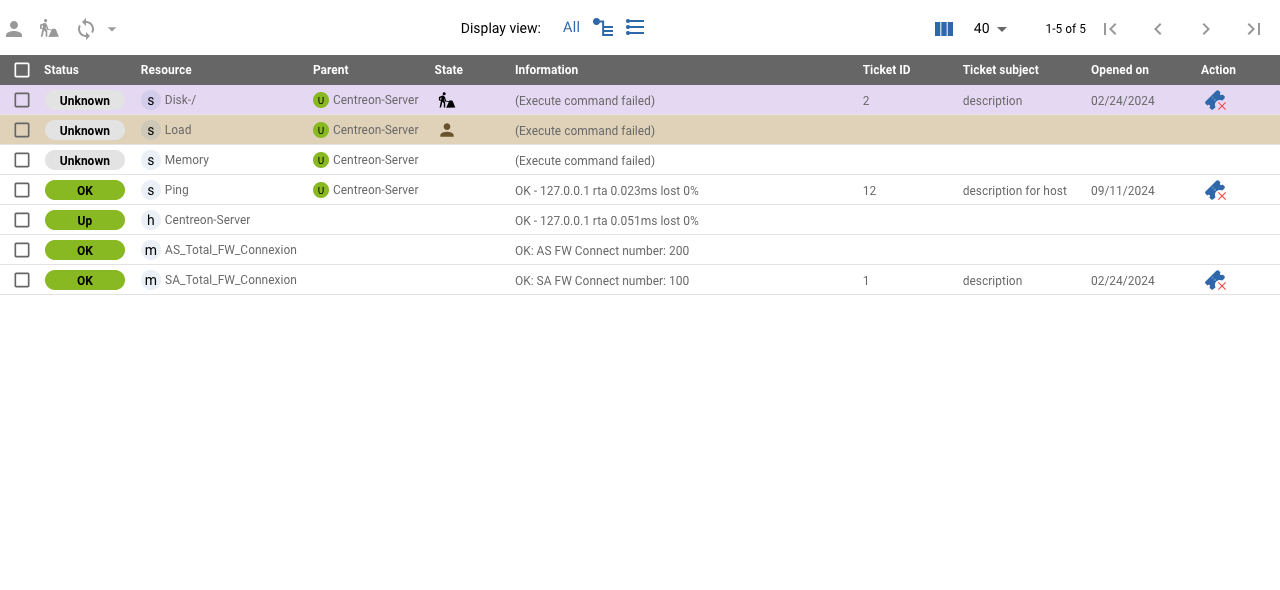 Display view: All 40 1-5 of 5
Status Resource Parent State Information Ticket ID Ticket subject Opened on Action
Unknown s Disk-/ U Centreon-Server (Execute command failed) 2 description 02/24/2024
Unknown s Load U Centreon-Server (Execute command failed)
Unknown s Memory U Centreon-Server (Execute command failed)
OK s Ping U Centreon-Server OK - 127.0.0.1 rta 0.023ms lost 0% 12 description for host 09/11/2024
Up h Centreon-Server OK - 127.0.0.1 rta 0.051ms lost 0%
OK m AS_Total_FW_Connexion OK: AS FW Connect number: 200
OK m SA_Total_FW_Connexion OK: SA FW Connect number: 100 1 description 02/24/2024